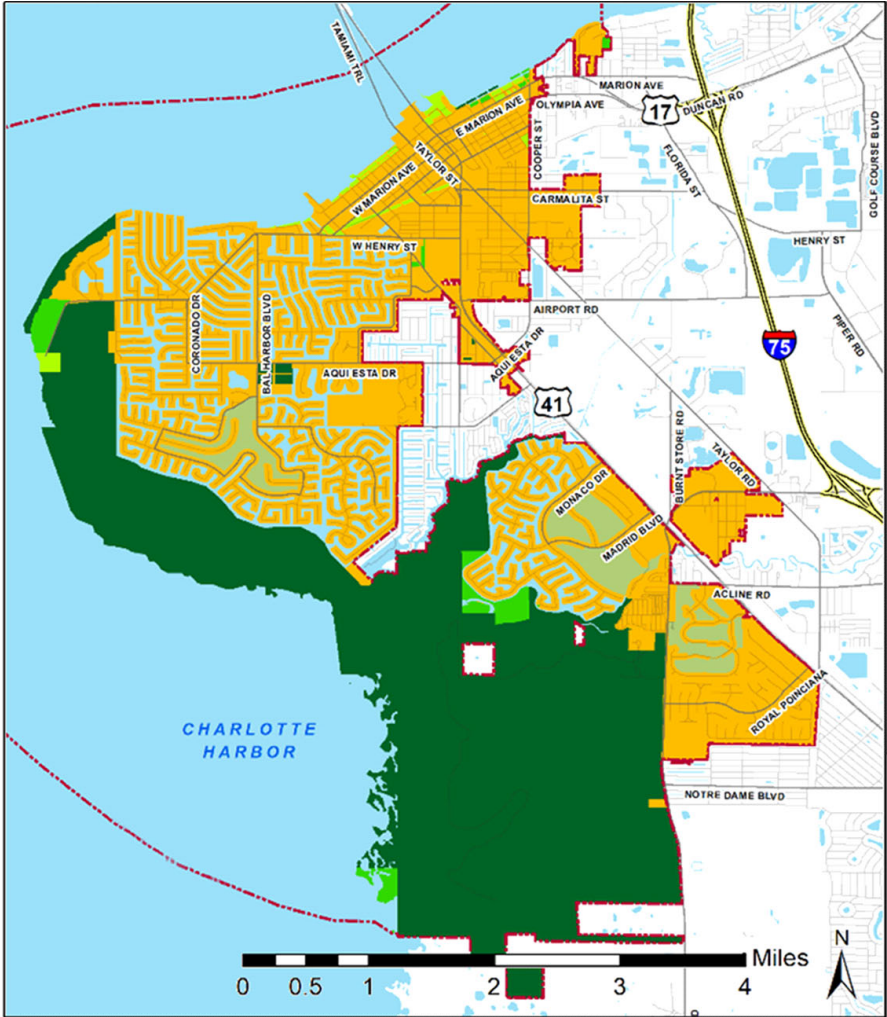 TAMIAMI TRL
MARION AVE
OLYMPIA AVE
17
DUNCAN RD
GOLF COURSE BLVD
E MARION AVE
COOPER ST
TAYLOR ST
FLORIDA ST
W MARION AVE
CARMALITA ST
W HENRY ST
HENRY ST
CORONADO DR
BAL HARBOR BLVD
AIRPORT RD
75
PIPER RD
AQUI ESTA DR
AQUI ESTA DR
41
BURNT STORE RD
TAYLOR RD
MONACO DR
MADRID BLVD
ACLINE RD
ROYAL POINCIANA
CHARLOTTE
HARBOR
NOTRE DAME BLVD
Miles
0 0.5 1 2 3 4
N